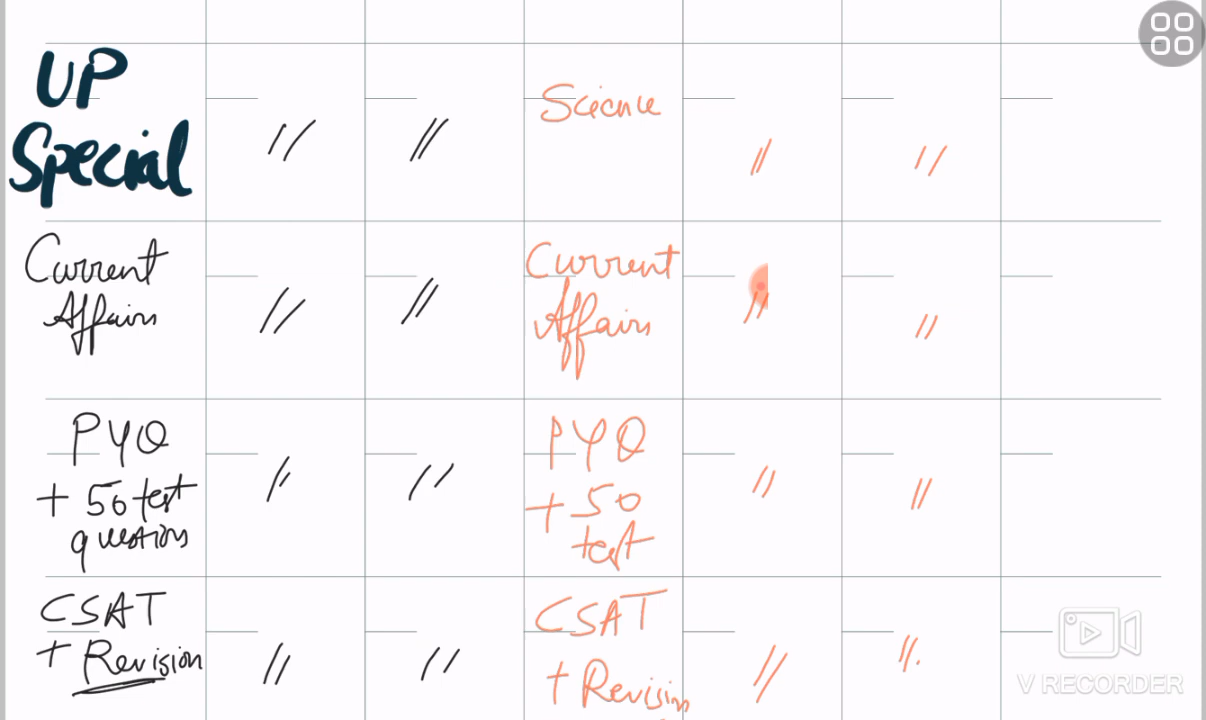 UP
Special
//
//
Science
//
//
Current
Affairs
//
//
Current
Affairs
//
//
PYQ
+ 50 test
questions
//
//
PYQ
+ 50
test
//
//
CSAT
+ Revision
//
//
CSAT
+ Revision
//
//.
V RECORDER